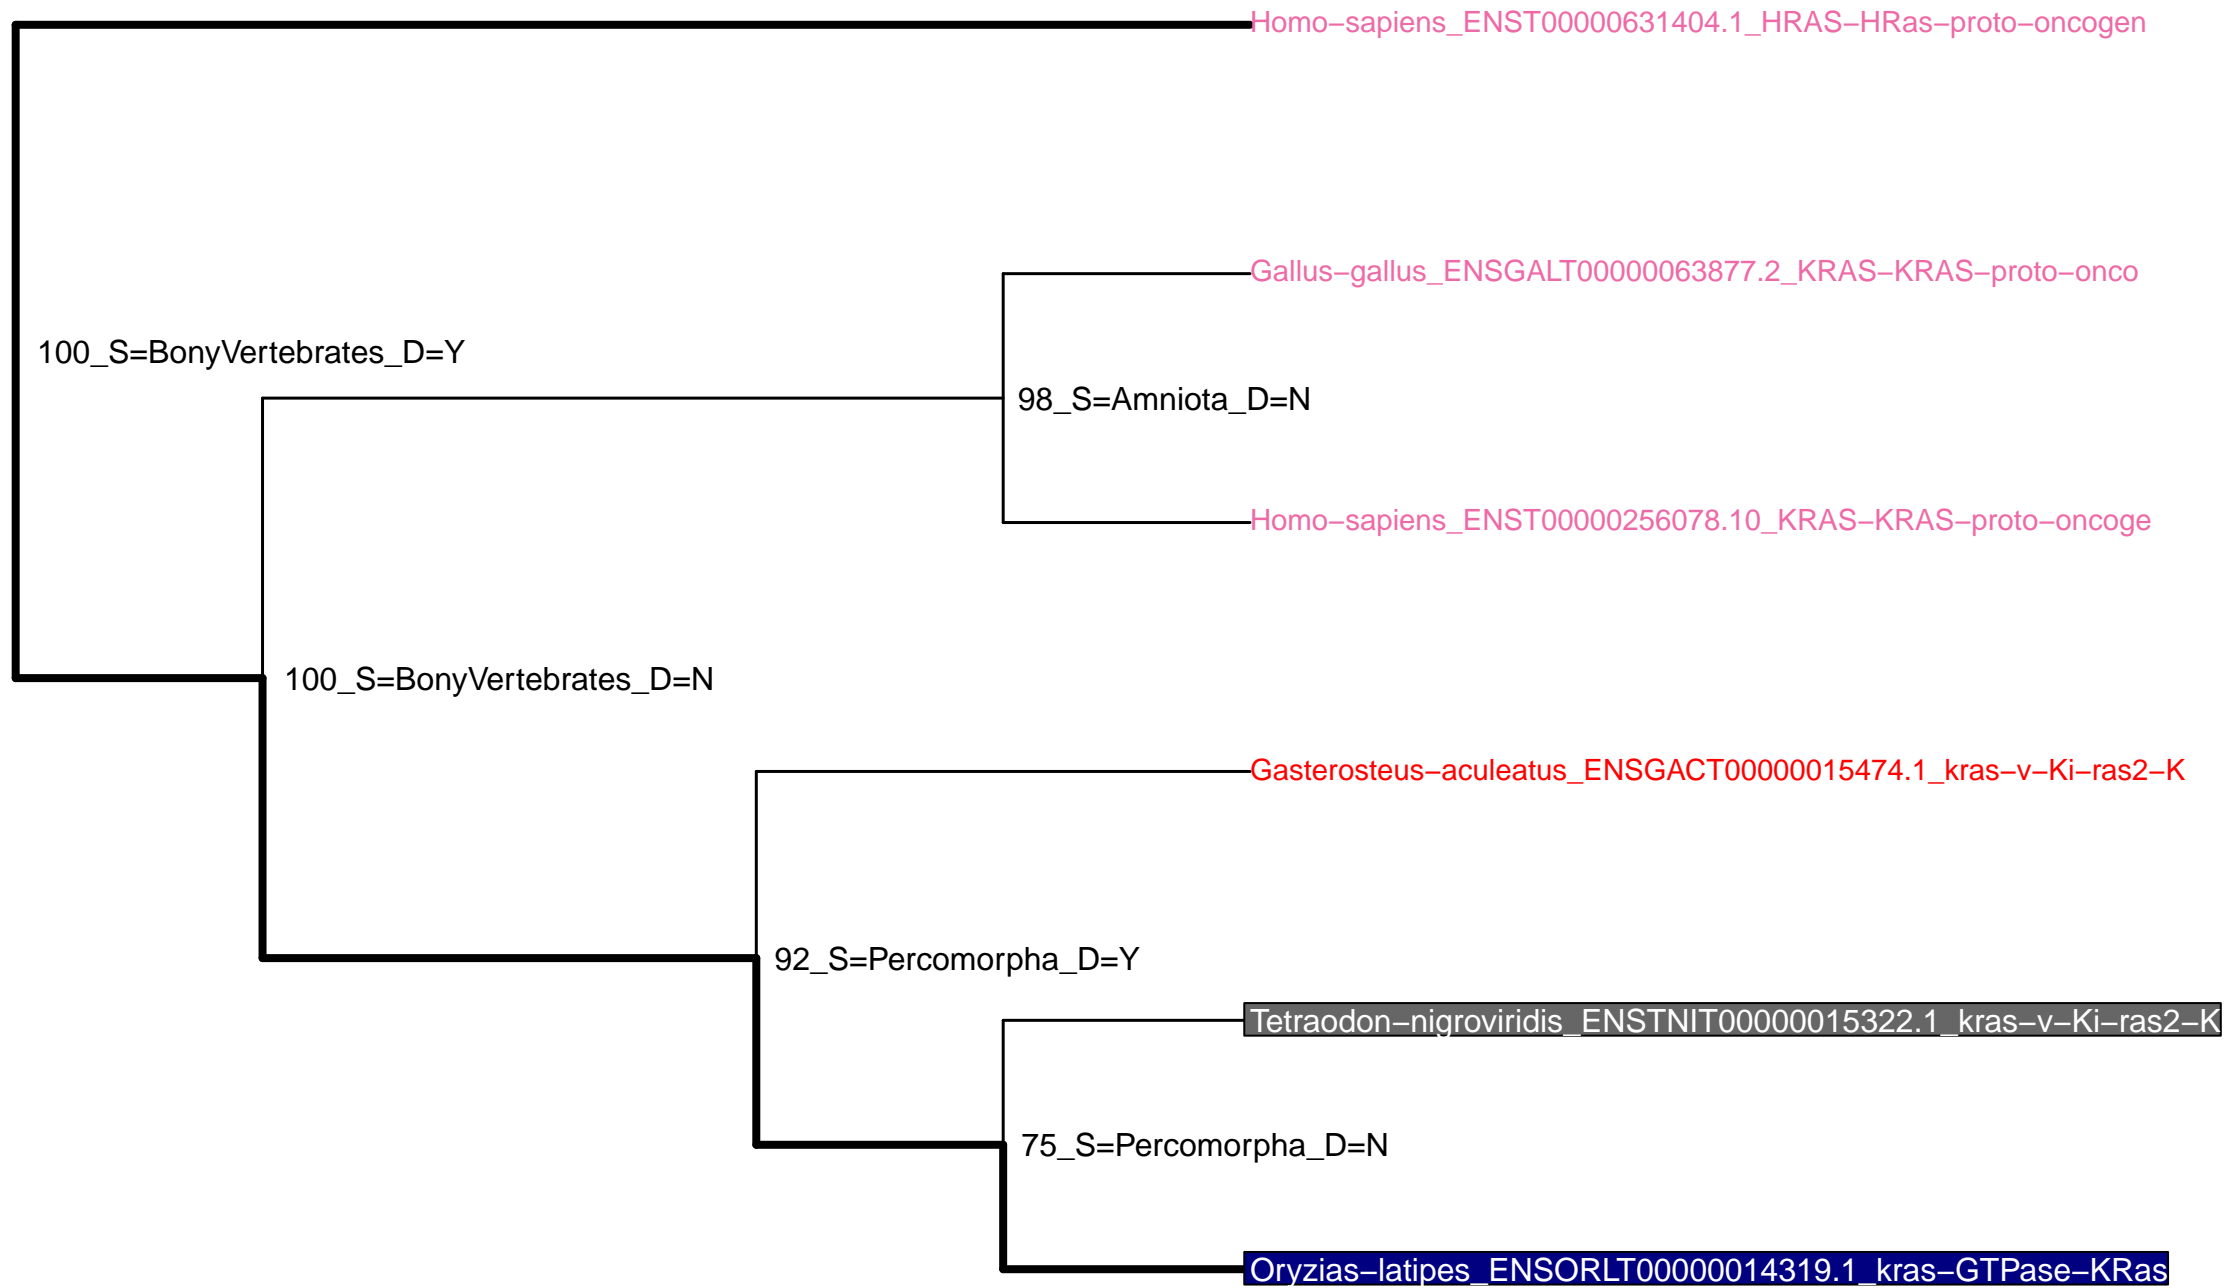 Homo–sapiens_ENST00000631404.1_HRAS–HRas–proto–oncogen
Gallus–gallus_ENSGALT00000063877.2_KRAS–KRAS–proto–onco
100_S=BonyVertebrates_D=Y
98_S=Amniota_D=N
Homo–sapiens_ENST00000256078.10_KRAS–KRAS–proto–oncoge
100_S=BonyVertebrates_D=N
Gasterosteus–aculeatus_ENSGACT00000015474.1_kras–v–Ki–ras2–K
92_S=Percomorpha_D=Y
Tetraodon–nigroviridis_ENSTNIT00000015322.1_kras–v–Ki–ras2–K
75_S=Percomorpha_D=N
Oryzias–latipes_ENSORLT00000014319.1_kras–GTPase–KRas